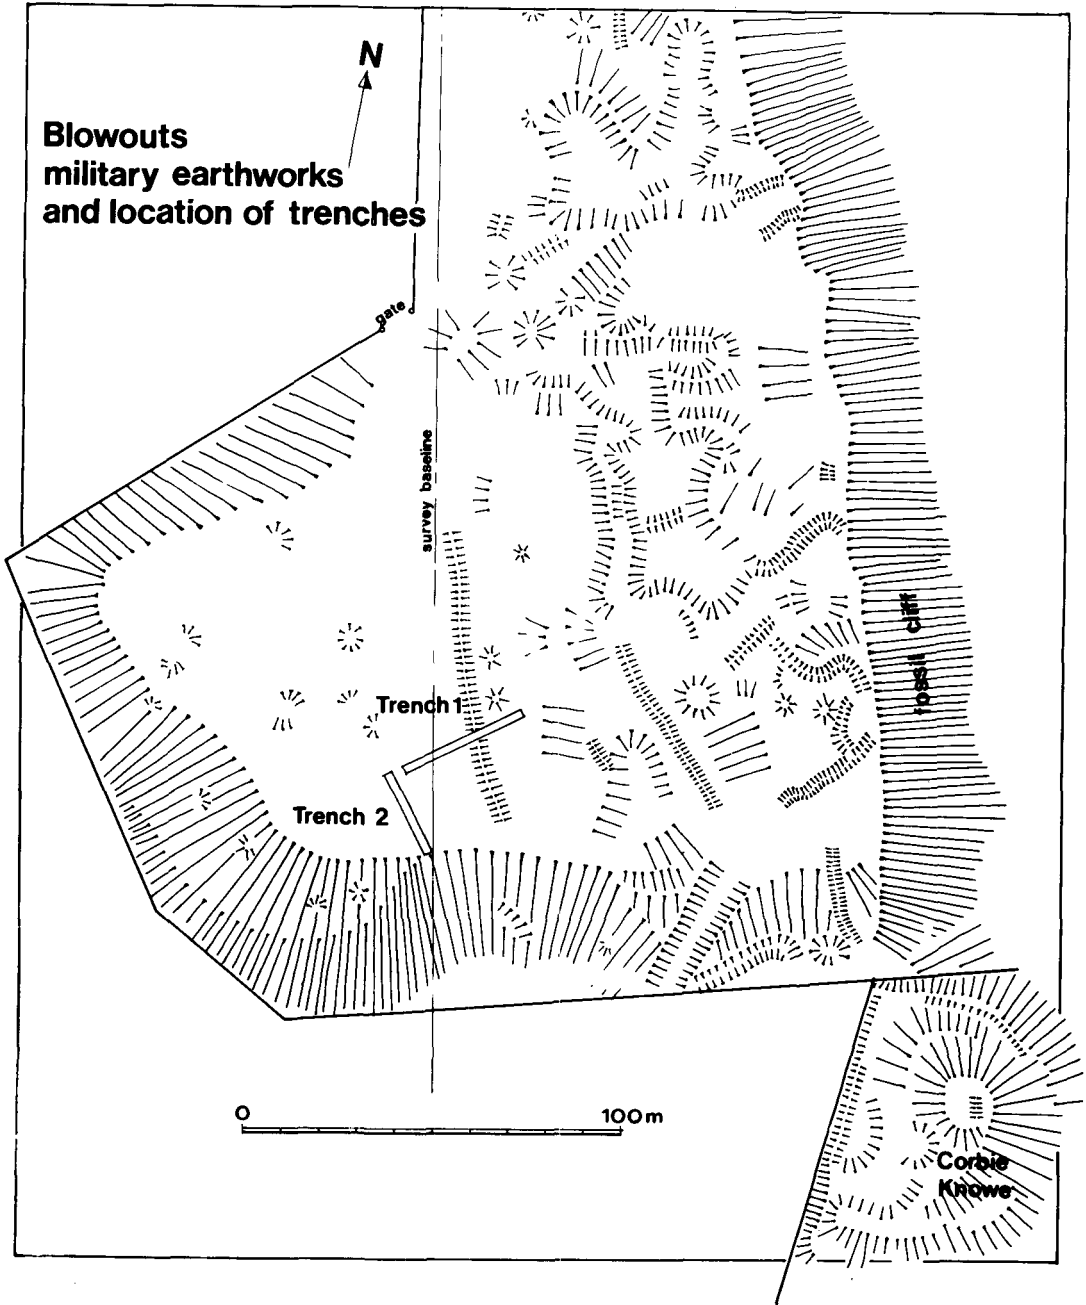 N
Blowouts
military earthworks
and location of trenches
gate
survey baseline
fossil cliff
Trench 1
Trench 2
0 100m
Corbie
Knowe